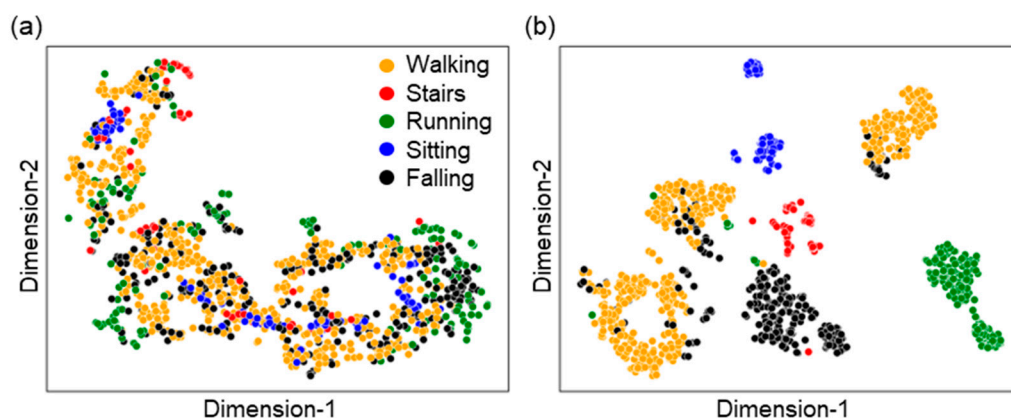 (a)
Walking
Stairs
Running
Sitting
Falling
Dimension-2
Dimension-1
(b)
Dimension-2
Dimension-1